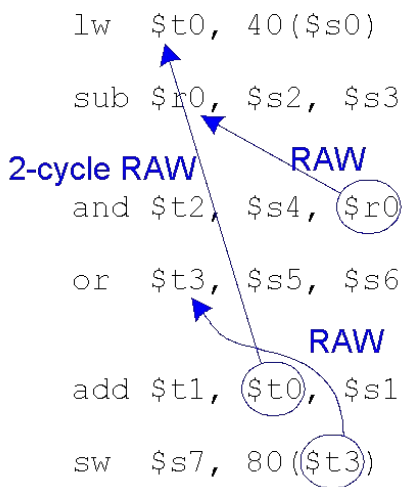 lw $t0, 40($s0)
sub $r0, $s2, $s3
2-cycle RAW RAW
and $t2, $s4, $r0
or $t3, $s5, $s6
RAW
add $t1, $t0, $s1
sw $s7, 80($t3)